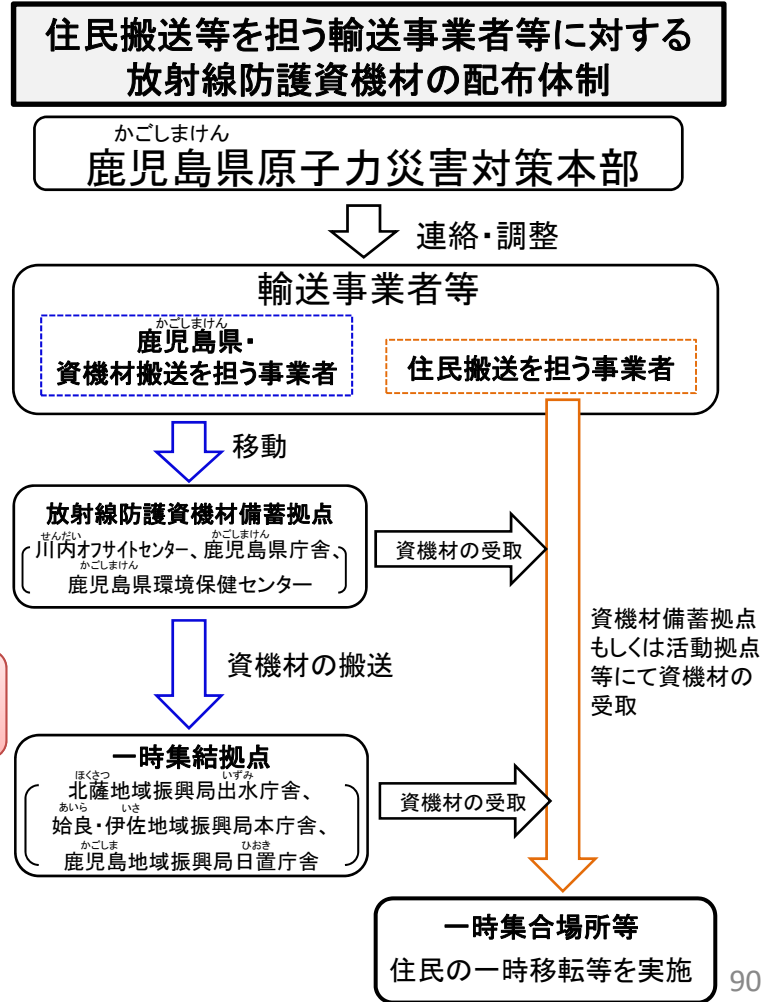 住民搬送等を担う輸送事業者等に対する
放射線防護資機材の配布体制
かごしまけん
鹿児島県原子力災害対策本部
連絡・調整
輸送事業者等
かごしまけん
鹿児島県・
資機材搬送を担う事業者
住民搬送を担う事業者
移動
放射線防護資機材備蓄拠点
せんだい かごしまけん
川内オフサイトセンター、鹿児島県庁舎、
かごしまけん
鹿児島県環境保健センター
資機材の受取
資機材備蓄拠点
もしくは活動拠点
等にて資機材の
受取
資機材の搬送
一時集結拠点
ほくさつ いずみ
北薩地域振興局出水庁舎、
あいら いさ
姶良・伊佐地域振興局本庁舎、
かごしま ひおき
鹿児島地域振興局日置庁舎
資機材の受取
一時集合場所等
住民の一時移転等を実施
90